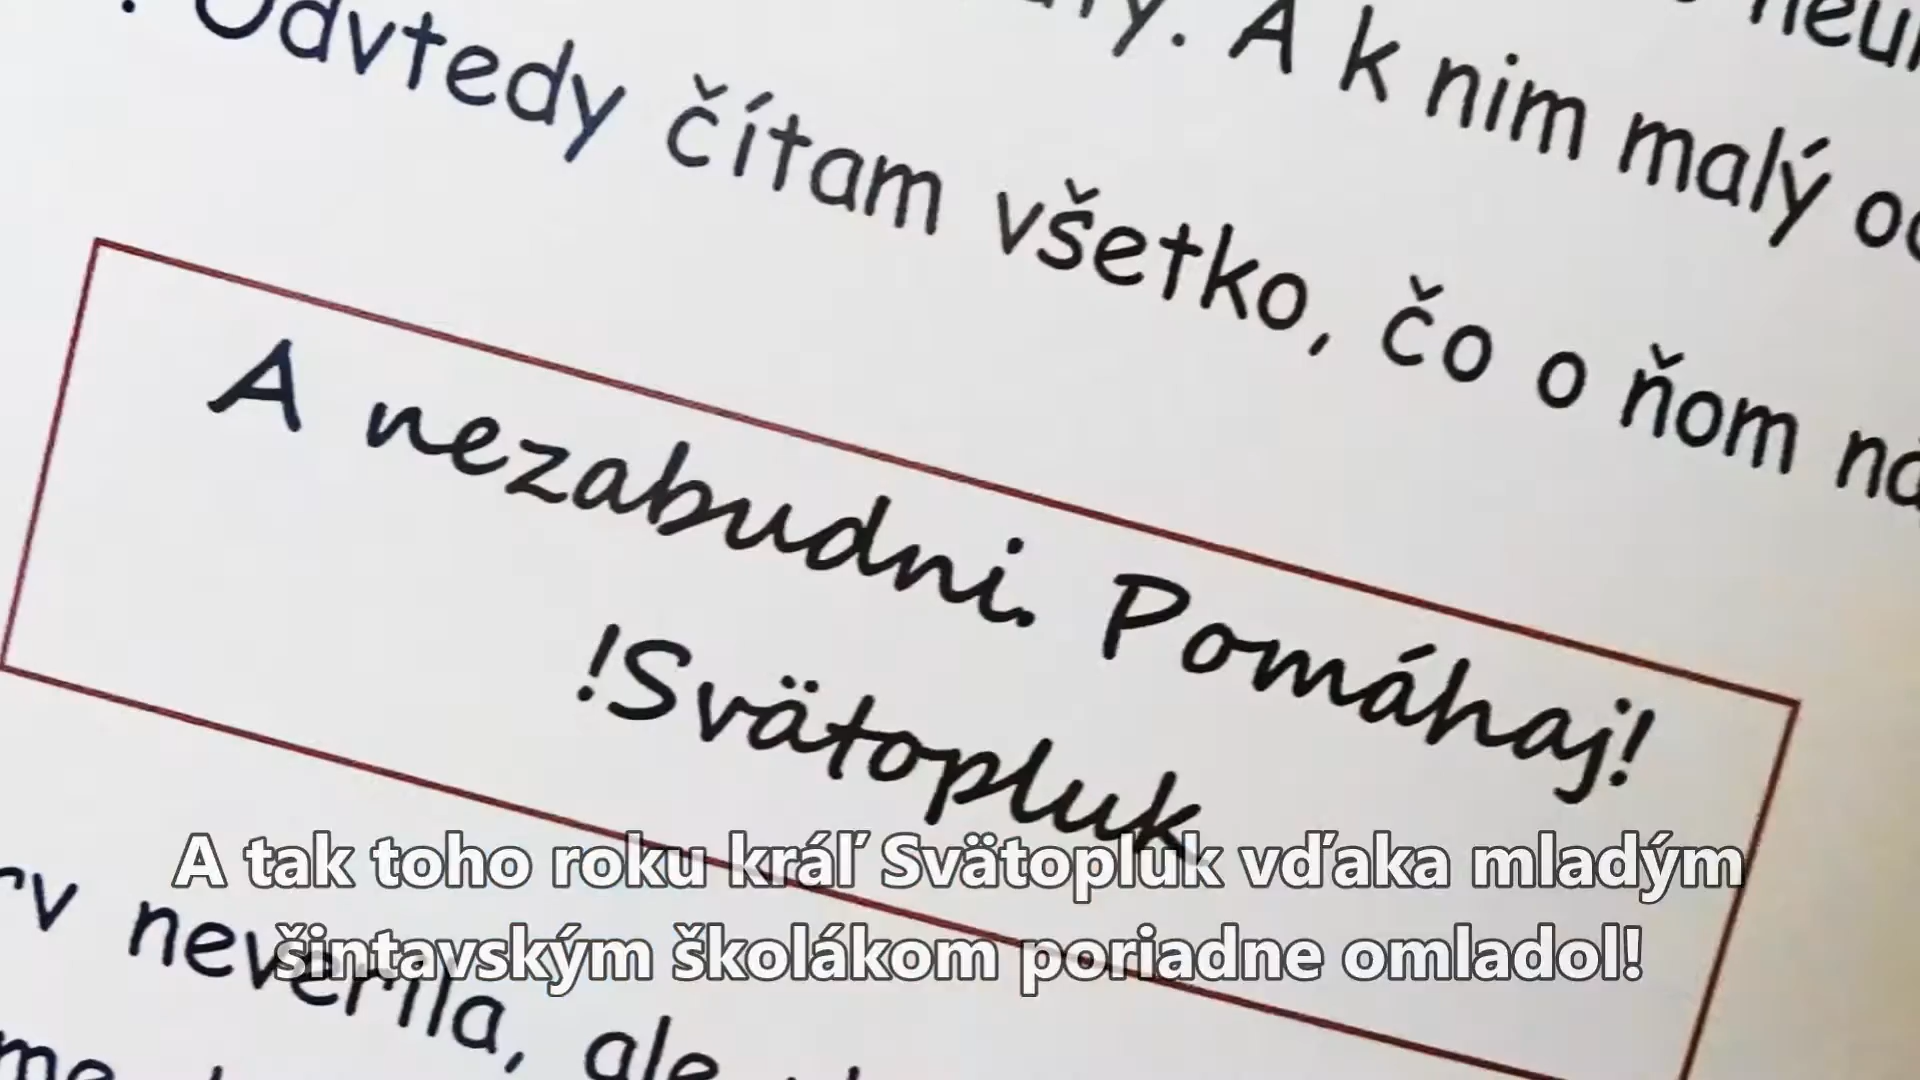 A k nim malý
Odvtedy čítam všetko, čo o ňom
A nezabudni. Pomáhaj!
!Svätopluk
neverila, ale
A tak toho roku kráľ Svätopluk vďaka mladým
šintavským školákom poriadne omladol!